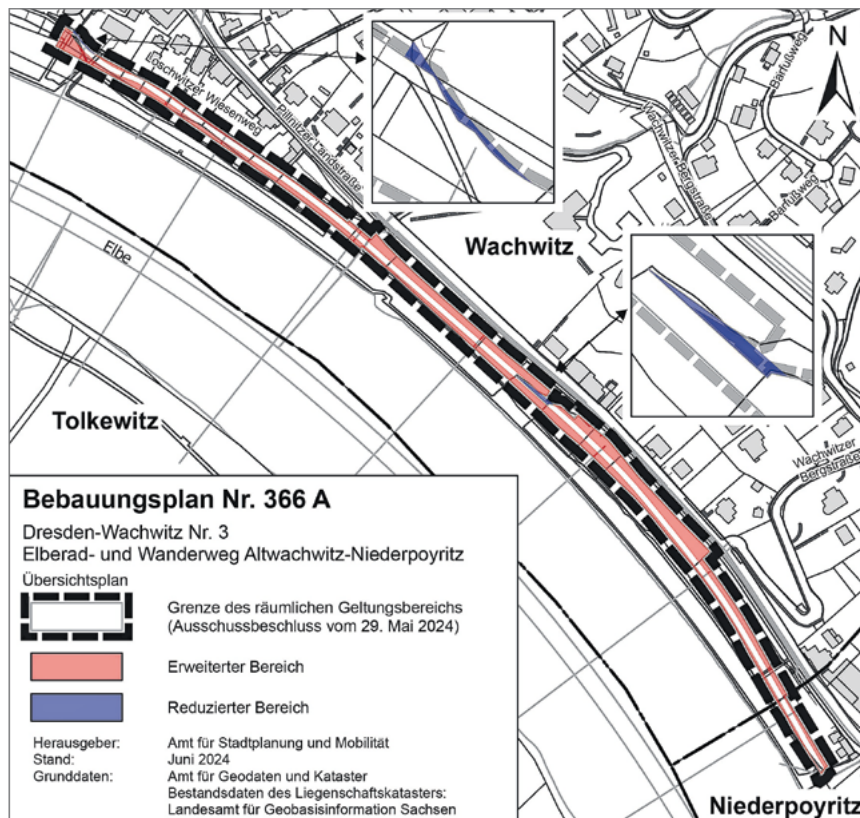 N
Loschwitzer Wiesenweg
Pillnitzer Landstraße
Wachwitzer Bergstraße
Barfußweg
Barfußweg
Wachwitz
Elbe
Tolkewitz
Wachwitzer
Bergstraße
Bebauungsplan Nr. 366 A
Dresden-Wachwitz Nr. 3
Elberad- und Wanderweg Altwachwitz-Niederpoyritz
Übersichtsplan
Grenze des räumlichen Geltungsbereichs
(Ausschussbeschluss vom 29. Mai 2024)
Erweiterter Bereich
Reduzierter Bereich
Herausgeber: Amt für Stadtplanung und Mobilität
Stand: Juni 2024
Grunddaten: Amt für Geodaten und Kataster
Bestandsdaten des Liegenschaftskatasters:
Landesamt für Geobasisinformation Sachsen
Niederpoyritz